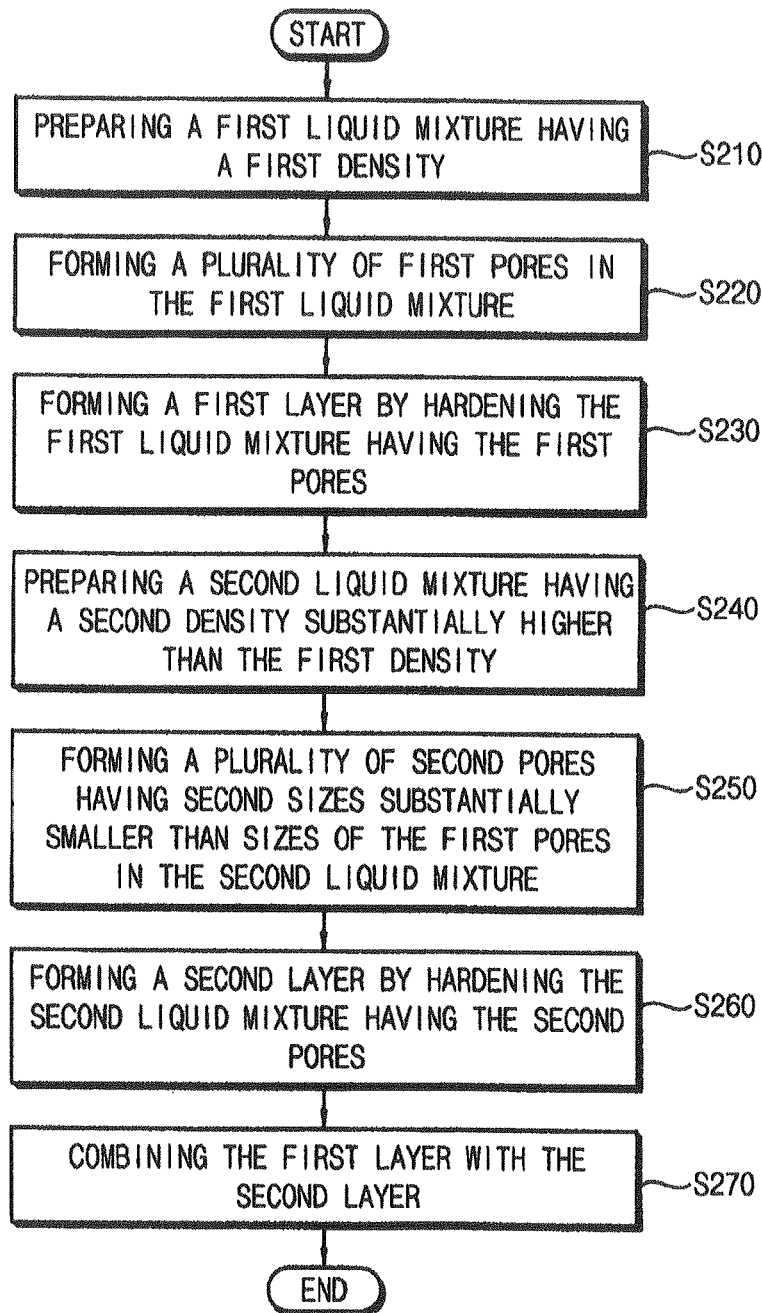 START
PREPARING A FIRST LIQUID MIXTURE HAVING
A FIRST DENSITY
S210
FORMING A PLURALITY OF FIRST PORES IN
THE FIRST LIQUID MIXTURE
S220
FORMING A FIRST LAYER BY HARDENING THE
FIRST LIQUID MIXTURE HAVING THE FIRST
PORES
S230
PREPARING A SECOND LIQUID MIXTURE HAVING
A SECOND DENSITY SUBSTANTIALLY HIGHER
THAN THE FIRST DENSITY
S240
FORMING A PLURALITY OF SECOND PORES
HAVING SECOND SIZES SUBSTANTIALLY
SMALLER THAN SIZES OF THE FIRST PORES
IN THE SECOND LIQUID MIXTURE
S250
FORMING A SECOND LAYER BY HARDENING THE
SECOND LIQUID MIXTURE HAVING THE SECOND
PORES
S260
COMBINING THE FIRST LAYER WITH THE
SECOND LAYER
S270
END